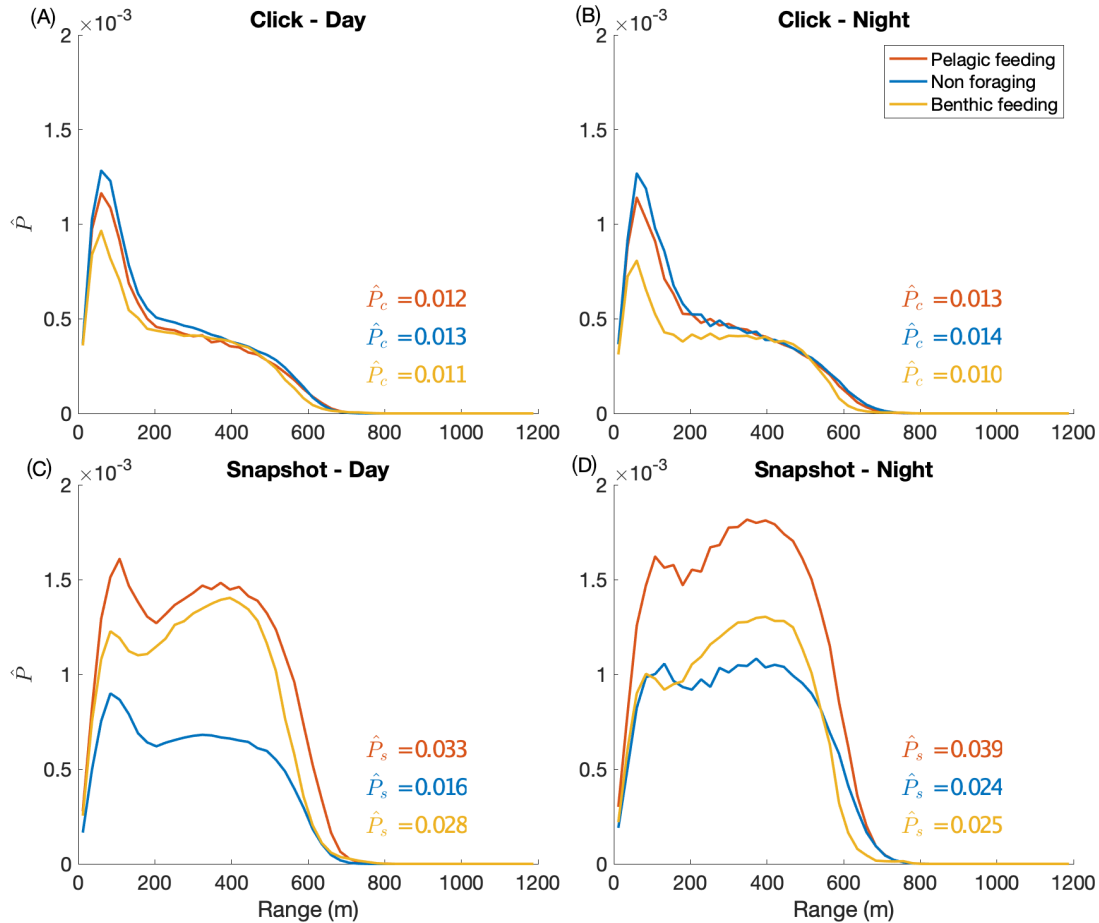 (A)
Click - Day
×10⁻³
2
1.5
1
0.5
0
P̂
P̂c =0.012
P̂c =0.013
P̂c =0.011
0 200 400 600 800 1000 1200
(B)
Click - Night
×10⁻³
2
1.5
1
0.5
0
Pelagic feeding
Non foraging
Benthic feeding
P̂c =0.013
P̂c =0.014
P̂c =0.010
0 200 400 600 800 1000 1200
(C)
Snapshot - Day
×10⁻³
2
1.5
1
0.5
0
P̂
P̂s =0.033
P̂s =0.016
P̂s =0.028
0 200 400 600 800 1000 1200
Range (m)
(D)
Snapshot - Night
×10⁻³
2
1.5
1
0.5
0
P̂s =0.039
P̂s =0.024
P̂s =0.025
0 200 400 600 800 1000 1200
Range (m)